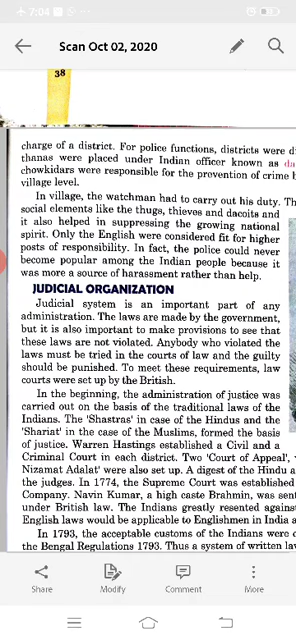 7:04
Scan Oct 02, 2020
38
charge of a district. For police functions, districts were
thanas were placed under Indian officer known as
chowkidars were responsible for the prevention of crime
village level.
In village, the watchman had to carry out his duty.
social elements like the thugs, thieves and dacoits and
it also helped in suppressing the growing national
spirit. Only the English were considered fit for higher
posts of responsibility. In fact, the police could never
become popular among the Indian people because it
was more a source of harassment rather than help.
JUDICIAL ORGANIZATION
Judicial system is an important part of any
administration. The laws are made by the government,
but it is also important to make provisions to see that
these laws are not violated. Anybody who violated the
laws must be tried in the courts of law and the guilty
should be punished. To meet these requirements, law
courts were set up by the British.
In the beginning, the administration of justice was
carried out on the basis of the traditional laws of the
Indians. The 'Shastras' in case of the Hindus and the
'Shariat' in the case of the Muslims, formed the basis
of justice. Warren Hastings established a Civil and a
Criminal Court in each district. Two 'Court of Appeal',
Nizamat Adalat' were also set up. A digest of the Hindu
the judges. In 1774, the Supreme Court was established
Company. Navin Kumar, a high caste Brahmin, was
under British law. The Indians greatly resented
English laws would be applicable to Englishmen in India
In 1793, the acceptable customs of the Indians were
the Bengal Regulations 1793. Thus a system of written
Share
Modify
Comment
More